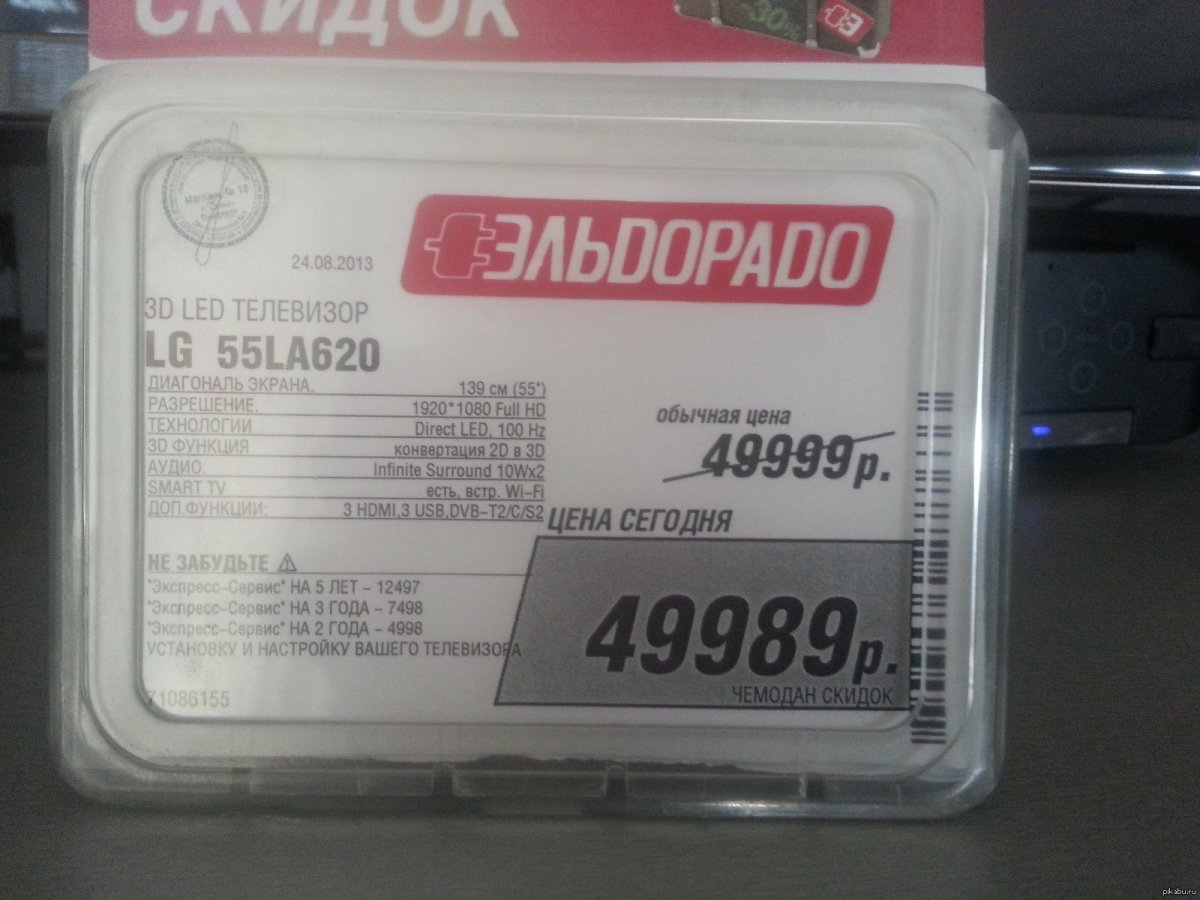 СКИДОК
-30%
Магазин № 18
24.08.2013
ЭЛЬДОРАДО
3D LED ТЕЛЕВИЗОР
LG 55LA620
ДИАГОНАЛЬ ЭКРАНА. 139 см (55")
РАЗРЕШЕНИЕ. 1920*1080 Full HD
ТЕХНОЛОГИИ Direct LED, 100 Hz
3D ФУНКЦИЯ конвертация 2D в 3D
АУДИО. Infinite Surround 10Wx2
SMART TV есть, встр. Wi-Fi
ДОП.ФУНКЦИИ: 3 HDMI,3 USB,DVB-T2/C/S2
обычная цена
49999р.
ЦЕНА СЕГОДНЯ
49989р.
ЧЕМОДАН СКИДОК
НЕ ЗАБУДЬТЕ
"Экспресс-Сервис" НА 5 ЛЕТ - 12497
"Экспресс-Сервис" НА 3 ГОДА - 7498
"Экспресс-Сервис" НА 2 ГОДА - 4998
УСТАНОВКУ И НАСТРОЙКУ ВАШЕГО ТЕЛЕВИЗОРА
71086155
pikabu.ru